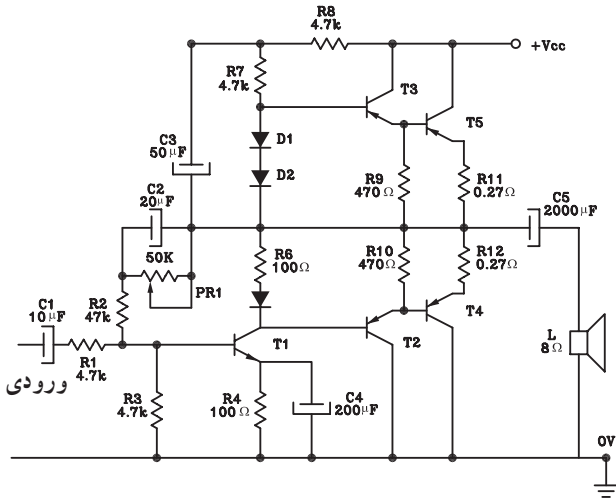 R8
4.7k
+Vcc
R7
4.7k
T3
T5
C3
50μF
D1
D2
C2
20μF
R9
470Ω
R11
0.27Ω
C5
2000μF
50K
PR1
R6
100Ω
R10
470Ω
R12
0.27Ω
C1
10μF
R2
47k
T1
T2
T4
L
8Ω
R1
4.7k
ورودی
R3
4.7k
R4
100Ω
C4
200μF
0V